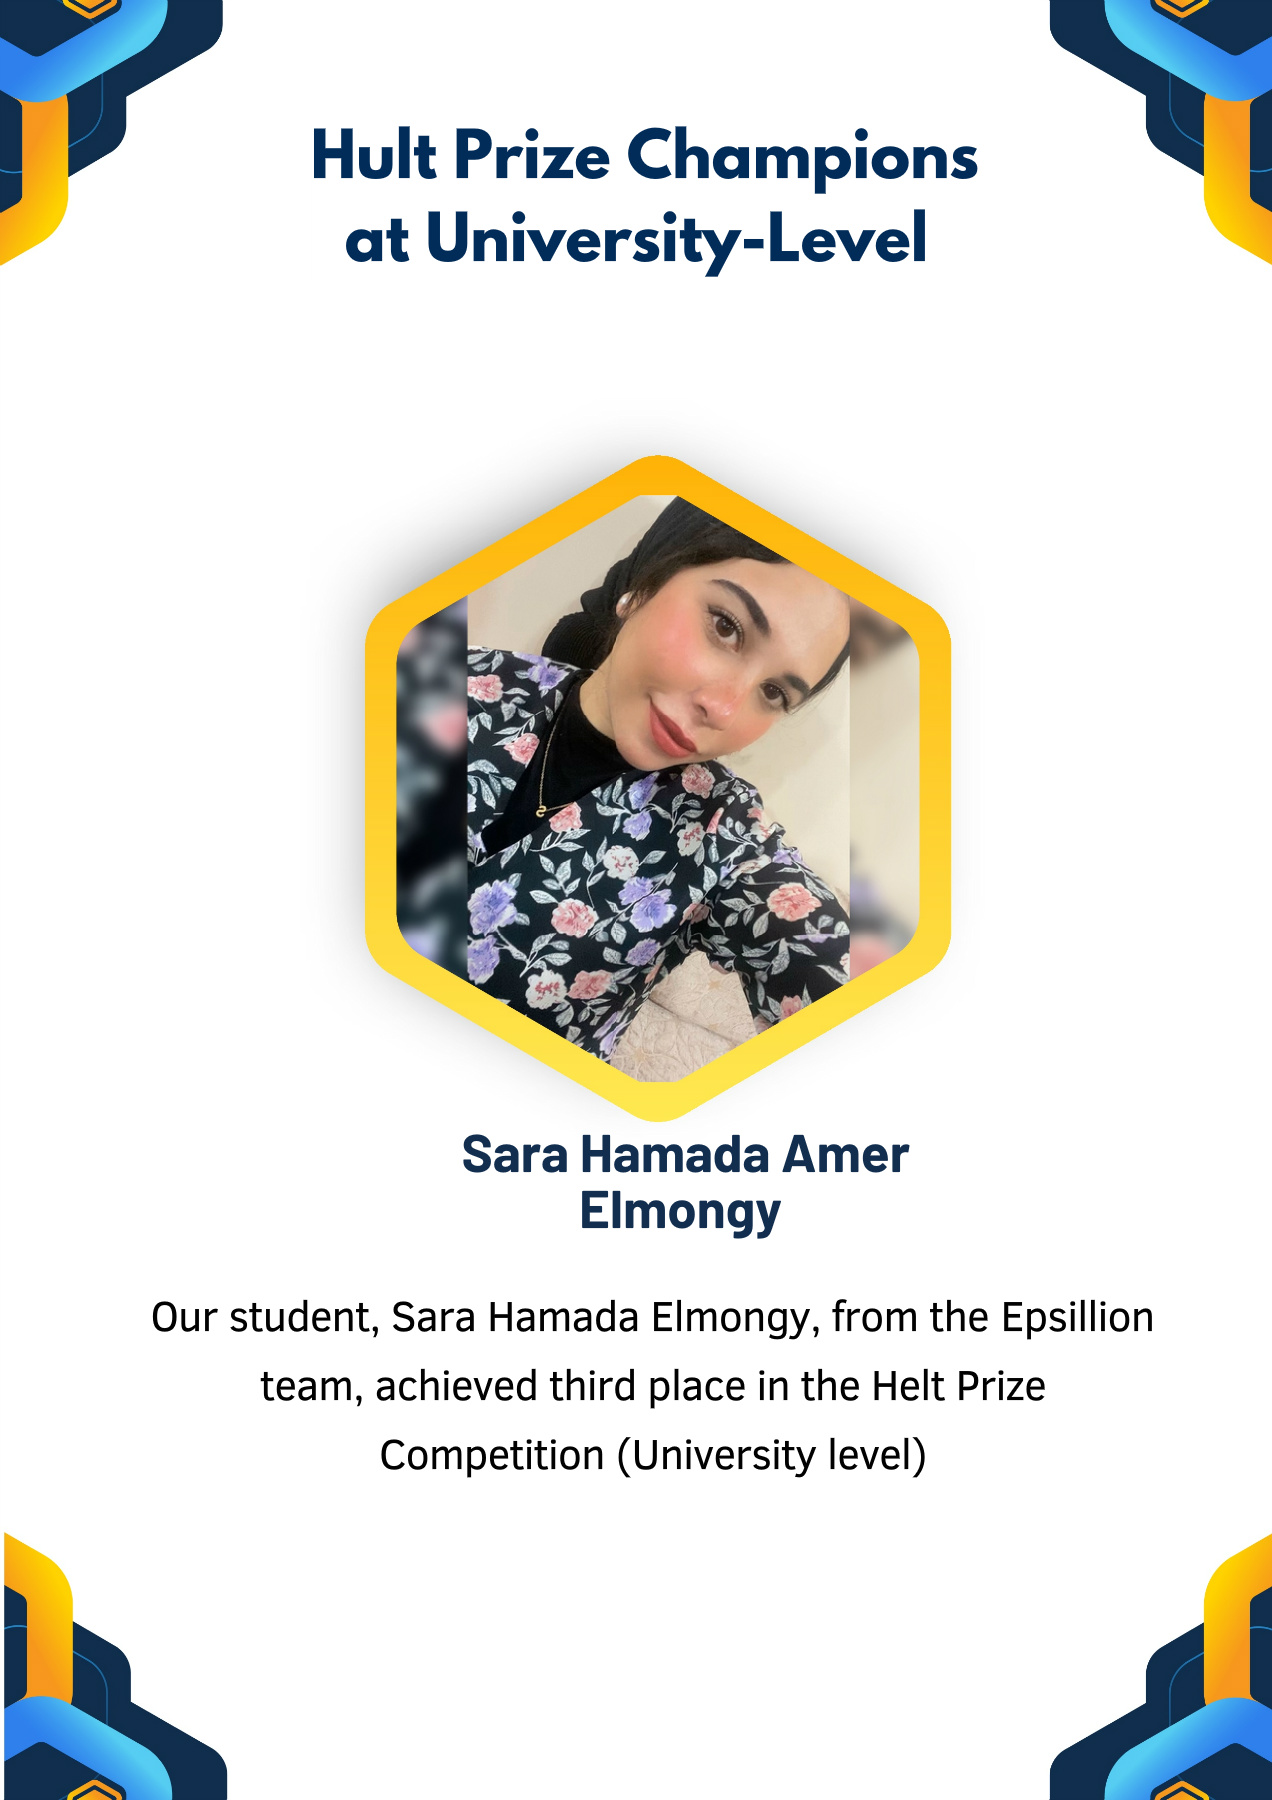 Hult Prize Champions
at University-Level
Sara Hamada Amer
Elmongy
Our student, Sara Hamada Elmongy, from the Epsillion
team, achieved third place in the Helt Prize
Competition (University level)